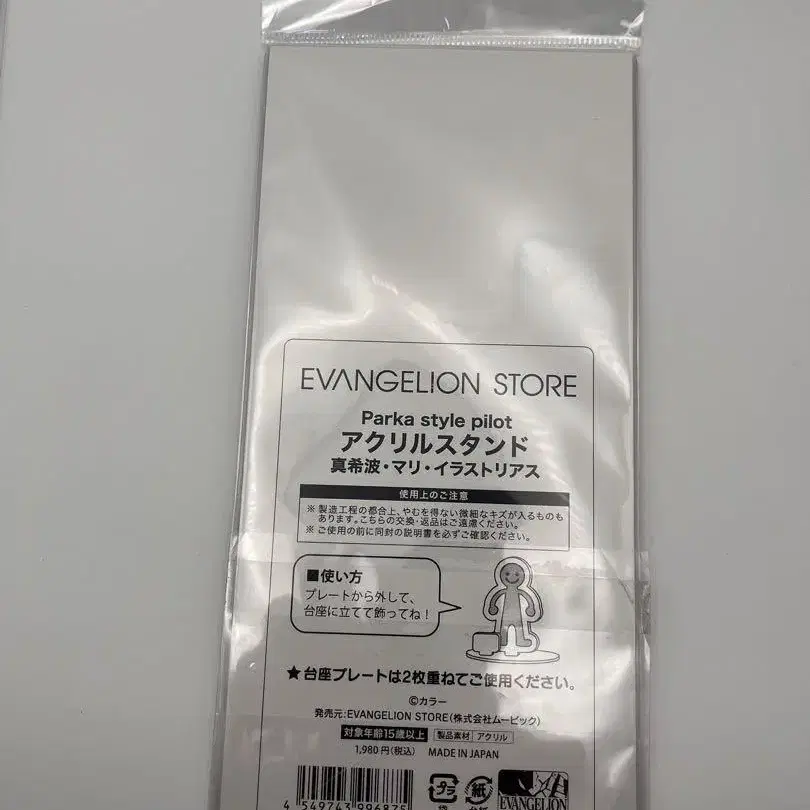 EVANGELION STORE
Parka style pilot
アクリルスタンド
真希波・マリ・イラストリアス
使用上のご注意
※ 製造工程の都合上、やむを得ない微細なキズが入るものも
あります。こちらの交換・返品はご遠慮ください。
※ ご使用の前に同封の説明書を必ずご確認ください。
■使い方
プレートから外して、
台座に立てて飾ってね！
★台座プレートは2枚重ねてご使用ください。
©カラー
発売元:EVANGELION STORE(株式会社ムービック)
対象年齢15歳以上 製品素材 アクリル
1,980円(税込) MADE IN JAPAN
プラ 紙
4 549743 996875
EVANGELION